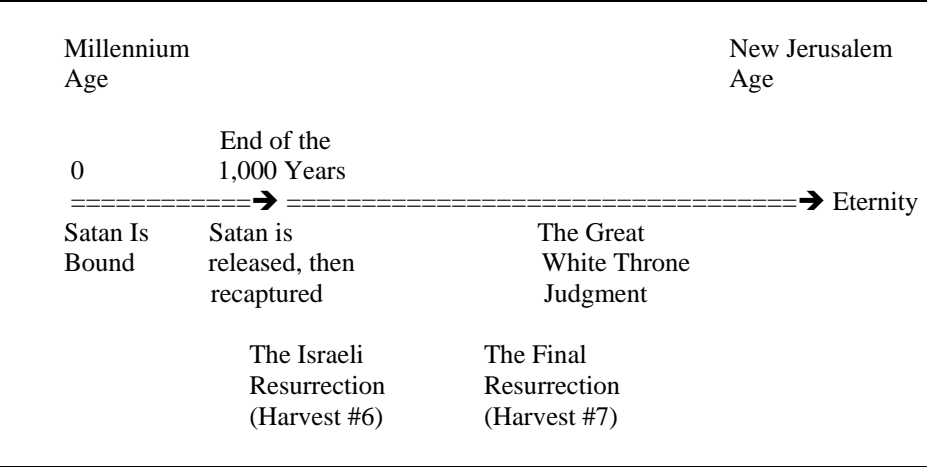 Millennium New Jerusalem
Age Age
End of the
0 1,000 Years
============➔ ==================================➔ Eternity
Satan Is Satan is The Great
Bound released, then White Throne
recaptured Judgment
The Israeli The Final
Resurrection Resurrection
(Harvest #6) (Harvest #7)